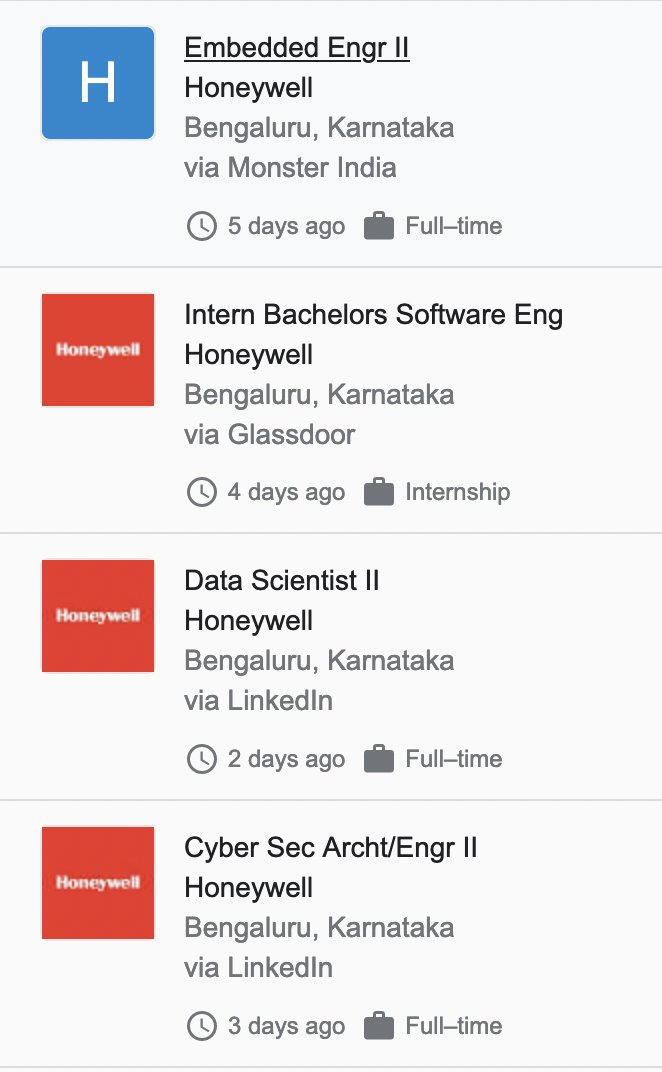 H
Embedded Engr II
Honeywell
Bengaluru, Karnataka
via Monster India
5 days ago Full–time
Honeywell
Intern Bachelors Software Eng
Honeywell
Bengaluru, Karnataka
via Glassdoor
4 days ago Internship
Honeywell
Data Scientist II
Honeywell
Bengaluru, Karnataka
via LinkedIn
2 days ago Full–time
Honeywell
Cyber Sec Archt/Engr II
Honeywell
Bengaluru, Karnataka
via LinkedIn
3 days ago Full–time